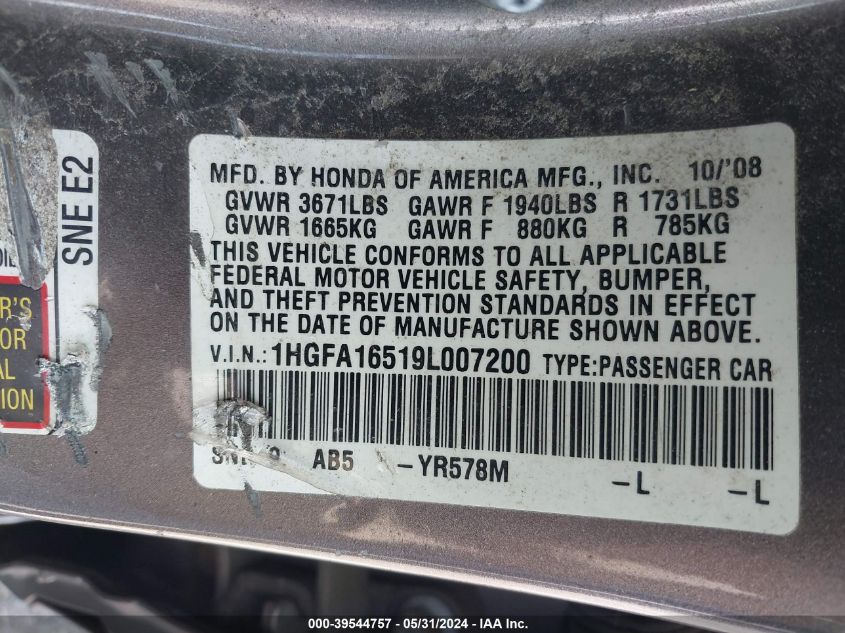 MFD. BY HONDA OF AMERICA MFG., INC. 10/'08
GVWR 3671LBS GAWR F 1940LBS R 1731LBS
GVWR 1665KG GAWR F 880KG R 785KG
THIS VEHICLE CONFORMS TO ALL APPLICABLE
FEDERAL MOTOR VEHICLE SAFETY, BUMPER,
AND THEFT PREVENTION STANDARDS IN EFFECT
ON THE DATE OF MANUFACTURE SHOWN ABOVE.
V.I.N.: 1HGFA16519L007200 TYPE:PASSENGER CAR
AB5 -YR578M -L -L
SNE E2
R'S
OR
AL
ION
000-39544757 - 05/31/2024 - © IAA Inc.